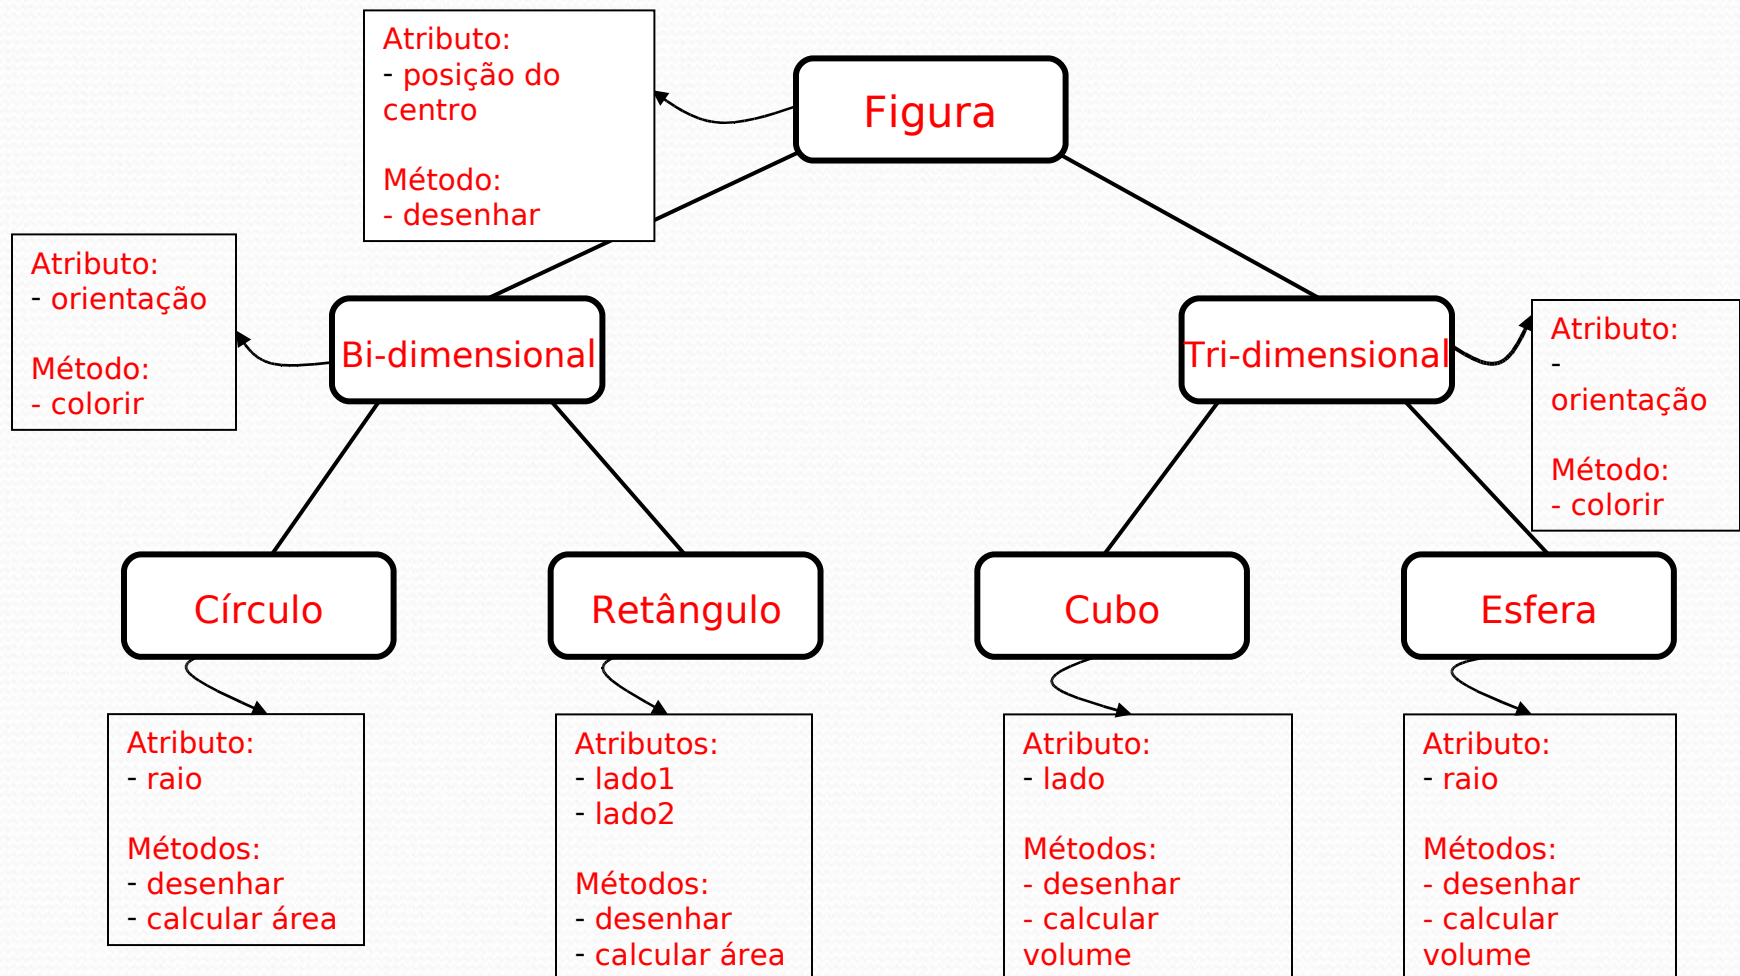 Atributo:
- posição do
centro
Método:
- desenhar
Figura
Atributo:
- orientação
Método:
- colorir
Bi-dimensional
Tri-dimensional
Atributo:
-
orientação
Método:
- colorir
Círculo
Retângulo
Cubo
Esfera
Atributo:
- raio
Métodos:
- desenhar
- calcular área
Atributos:
- lado1
- lado2
Métodos:
- desenhar
- calcular área
Atributo:
- lado
Métodos:
- desenhar
- calcular
volume
Atributo:
- raio
Métodos:
- desenhar
- calcular
volume